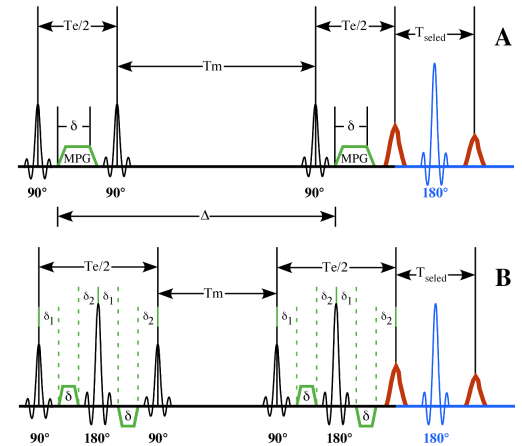 Te/2 Te/2 T_seled A
Tm
δ δ
MPG MPG
90° 90° 90° 180°
Δ
Te/2 Te/2 T_seled B
δ2 δ1 Tm δ2 δ1
δ1 δ2 δ1 δ2
δ δ δ δ
90° 180° 90° 90° 180° 180°